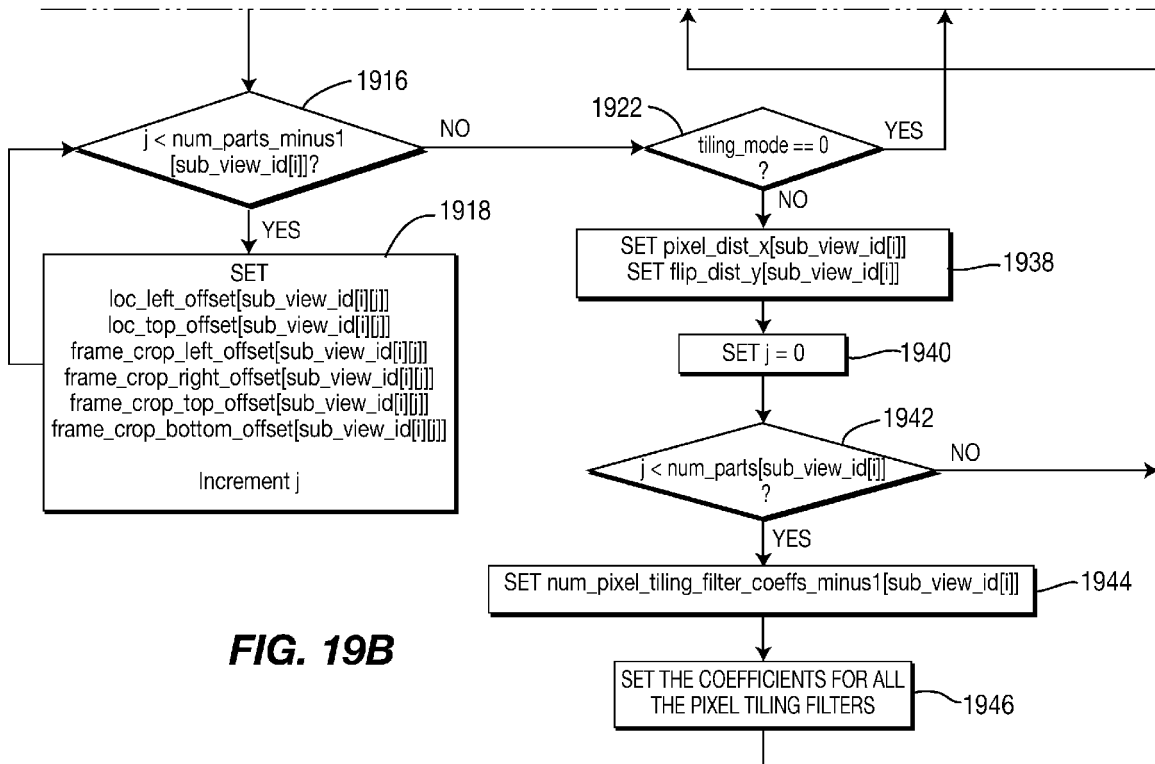 1916
j < num_parts_minus1
[sub_view_id[i]]?
NO
YES
1918
SET
loc_left_offset[sub_view_id[i][j]]
loc_top_offset[sub_view_id[i][j]]
frame_crop_left_offset[sub_view_id[i][j]]
frame_crop_right_offset[sub_view_id[i][j]]
frame_crop_top_offset[sub_view_id[i][j]]
frame_crop_bottom_offset[sub_view_id[i][j]]
Increment j
1922
tiling_mode == 0
?
YES
NO
SET pixel_dist_x[sub_view_id[i]]
SET flip_dist_y[sub_view_id[i]]
1938
SET j = 0
1940
1942
j < num_parts[sub_view_id[i]]
?
NO
YES
SET num_pixel_tiling_filter_coeffs_minus1[sub_view_id[i]]
1944
SET THE COEFFICIENTS FOR ALL
THE PIXEL TILING FILTERS
1946
FIG. 19B